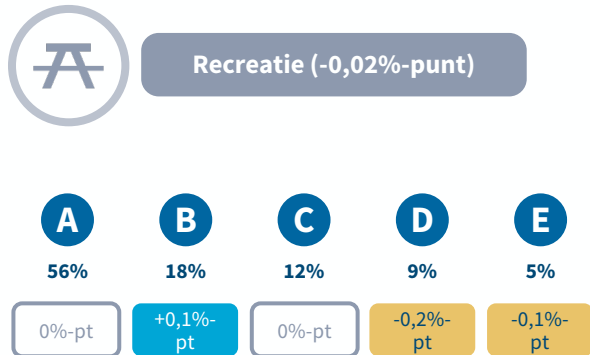 Recreatie (-0,02%-punt)
A B C D E
56% 18% 12% 9% 5%
0%-pt +0,1%-pt 0%-pt -0,2%-pt -0,1%-pt